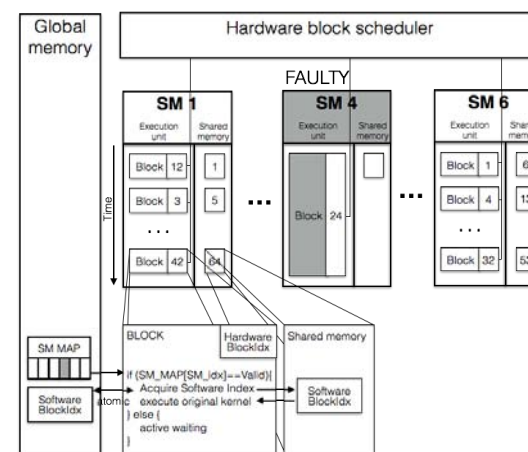 Global
memory
Hardware block scheduler
FAULTY
SM 1
SM 4
SM 6
Execution
unit
Shared
memory
Execution
unit
Shared
memory
Execution
unit
Shar
memory
Time
Block 12
1
Block 3
5
...
Block 42
64
...
Block 24
...
Block 1
6
Block 4
13
...
Block 32
53
SM MAP
Software
BlockIdx
atomic
BLOCK
Hardware
BlockIdx
if (SM_MAP[SM_idx]==Valid){
Acquire Software Index
execute original kernel
} else {
active waiting
}
Shared memory
Software
BlockIdx